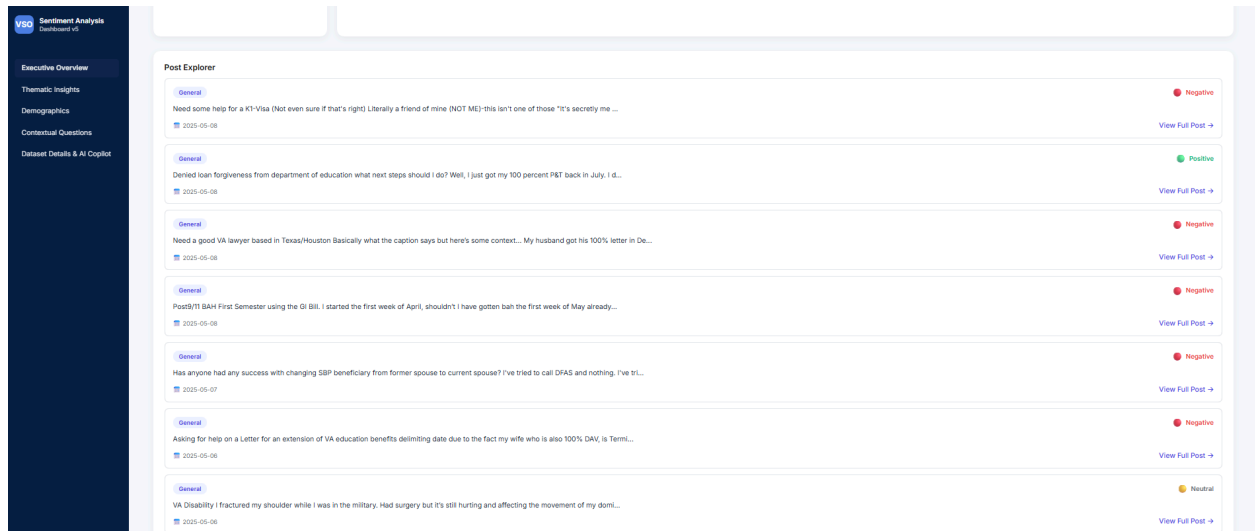 VSO
Sentiment Analysis
Dashboard v5
Executive Overview
Thematic Insights
Demographics
Contextual Questions
Dataset Details & AI Copilot
Post Explorer
General
Negative
Need some help for a K1-Visa (Not even sure if that's right) Literally a friend of mine (NOT ME)-this isn't one of those "It's secretly me ...
2025-05-08
View Full Post →
General
Positive
Denied loan forgiveness from department of education what next steps should I do? Well, I just got my 100 percent P&T back in July. I d...
2025-05-08
View Full Post →
General
Negative
Need a good VA lawyer based in Texas/Houston Basically what the caption says but here's some context... My husband got his 100% letter in De...
2025-05-08
View Full Post →
General
Negative
Post9/11 BAH First Semester using the GI Bill. I started the first week of April, shouldn't I have gotten bah the first week of May already...
2025-05-08
View Full Post →
General
Negative
Has anyone had any success with changing SBP beneficiary from former spouse to current spouse? I've tried to call DFAS and nothing. I've tri...
2025-05-07
View Full Post →
General
Negative
Asking for help on a Letter for an extension of VA education benefits delimiting date due to the fact my wife who is also 100% DAV, is Termi...
2025-05-06
View Full Post →
General
Neutral
VA Disability I fractured my shoulder while I was in the military. Had surgery but it's still hurting and affecting the movement of my domi...
2025-05-06
View Full Post →